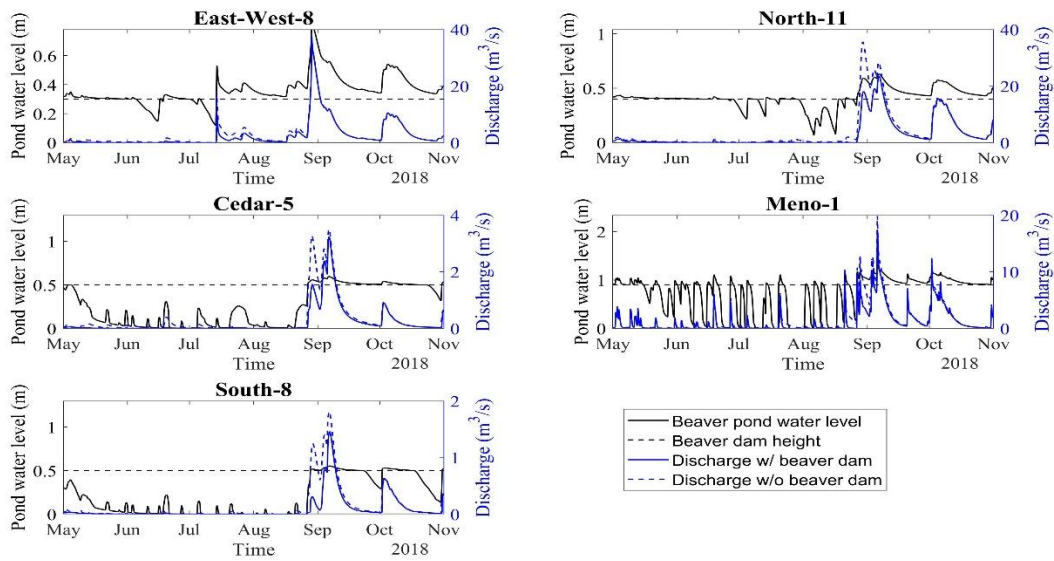 East-West-8
Pond water level (m)
0.6
0.4
0.2
0
40
20
0
Discharge (m³/s)
May Jun Jul Aug Sep Oct Nov
Time 2018
North-11
Pond water level (m)
1
0.5
0
40
20
0
Discharge (m³/s)
May Jun Jul Aug Sep Oct Nov
Time 2018
Cedar-5
Pond water level (m)
1
0.5
0
4
2
0
Discharge (m³/s)
May Jun Jul Aug Sep Oct Nov
Time 2018
Meno-1
Pond water level (m)
2
1
0
20
10
0
Discharge (m³/s)
May Jun Jul Aug Sep Oct Nov
Time 2018
South-8
Pond water level (m)
1
0.5
0
2
1
0
Discharge (m³/s)
May Jun Jul Aug Sep Oct Nov
Time 2018
Beaver pond water level
Beaver dam height
Discharge w/ beaver dam
Discharge w/o beaver dam